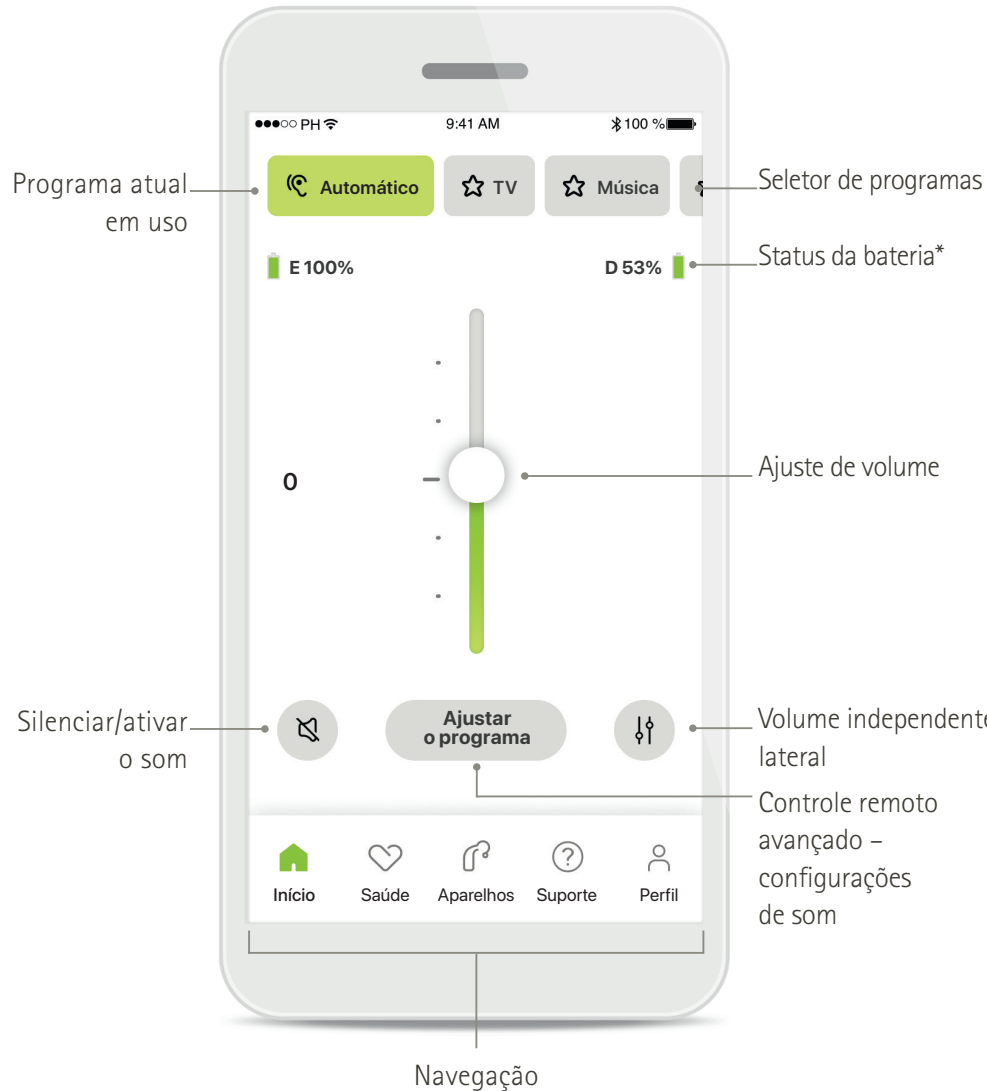 PH 9:41 AM 100 %
Programa atual
em uso
Automático TV Música
Seletor de programas
E 100% D 53%
Status da bateria*
0
Ajuste de volume
Silenciar/ativar
o som
Ajustar
o programa
Volume independente
lateral
Controle remoto
avançado –
configurações
de som
Início Saúde Aparelhos Suporte Perfil
Navegação